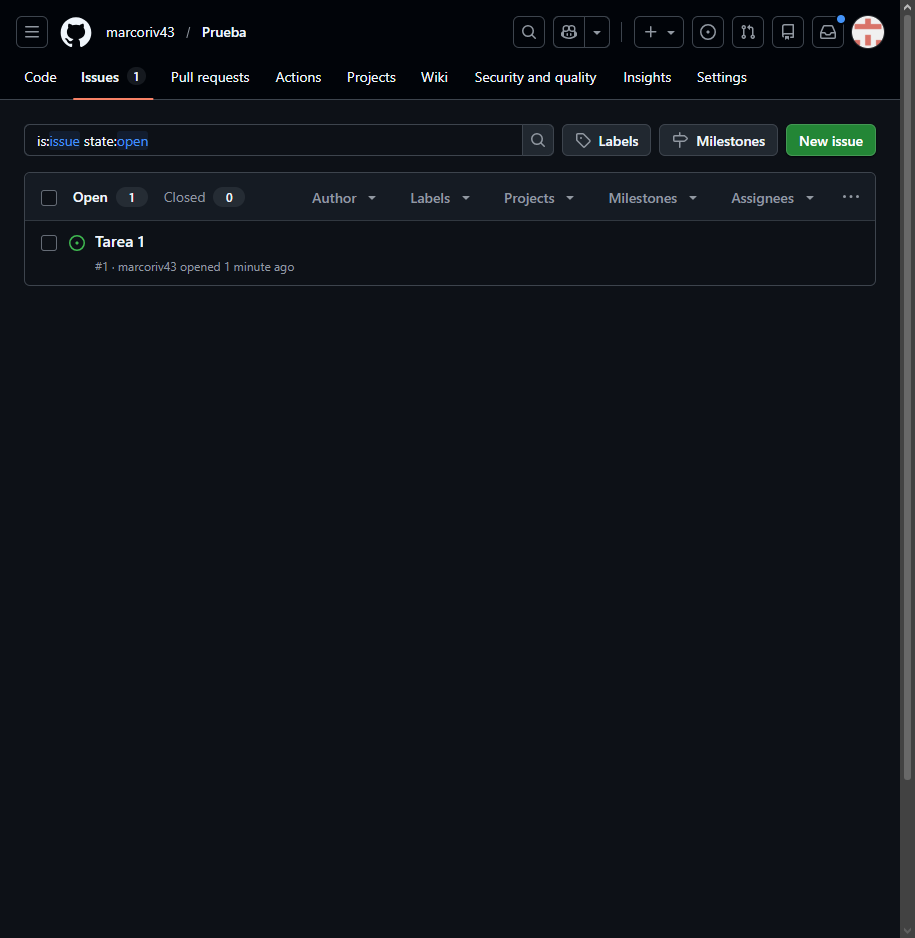 marcoriv43 / Prueba
Code Issues 1 Pull requests Actions Projects Wiki Security and quality Insights Settings
is:issue state:open Labels Milestones New issue
Open 1 Closed 0 Author Labels Projects Milestones Assignees
Tarea 1
#1 · marcoriv43 opened 1 minute ago